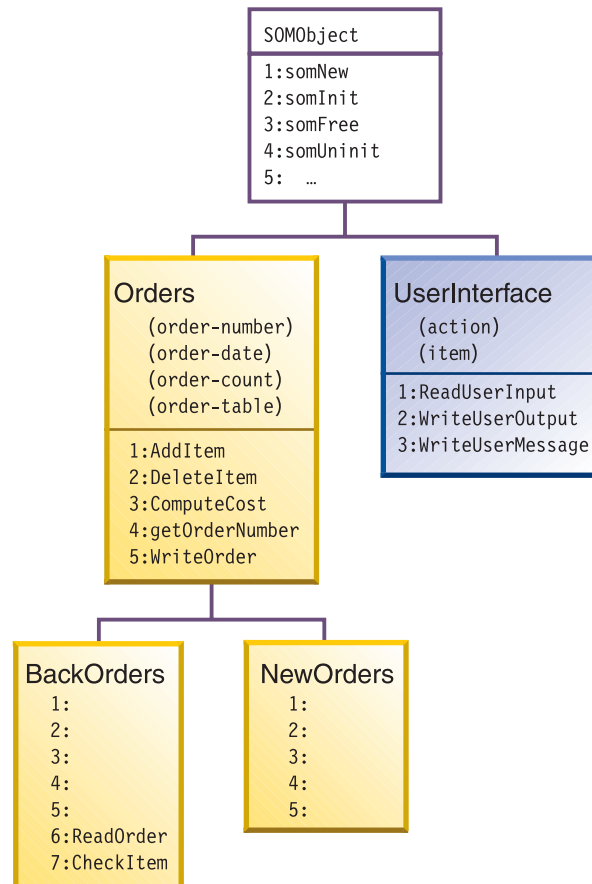 SOMObject
1:somNew
2:somInit
3:somFree
4:somUninit
5: …
Orders
(order-number)
(order-date)
(order-count)
(order-table)
1:AddItem
2:DeleteItem
3:ComputeCost
4:getOrderNumber
5:WriteOrder
UserInterface
(action)
(item)
1:ReadUserInput
2:WriteUserOutput
3:WriteUserMessage
BackOrders
1:
2:
3:
4:
5:
6:ReadOrder
7:CheckItem
NewOrders
1:
2:
3:
4:
5: